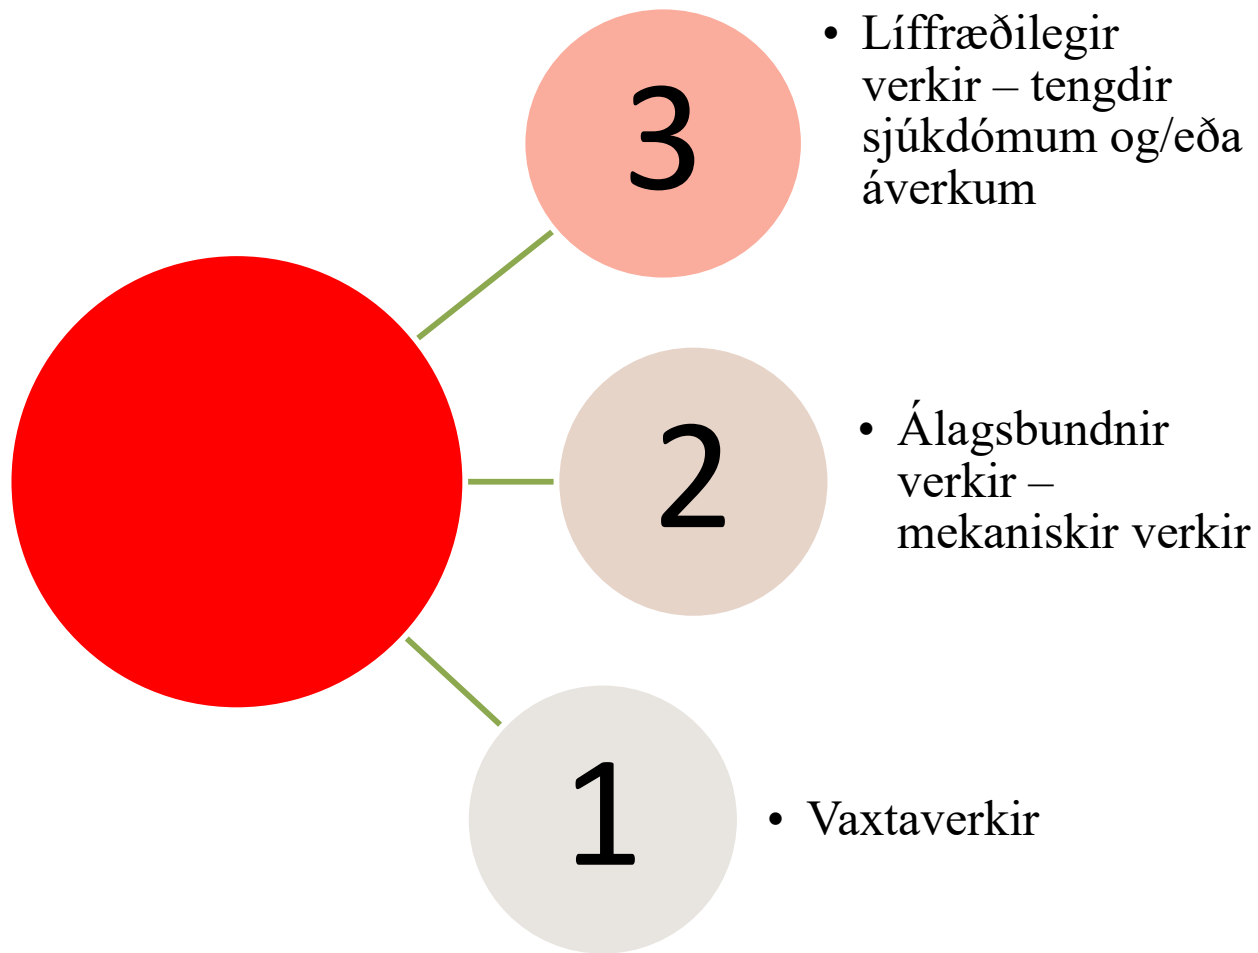 3
• Líffræðilegir
verkir – tengdir
sjúkdómum og/eða
áverkum
2
• Álagsbundnir
verkir –
mekaniskir verkir
1
• Vaxtaverkir